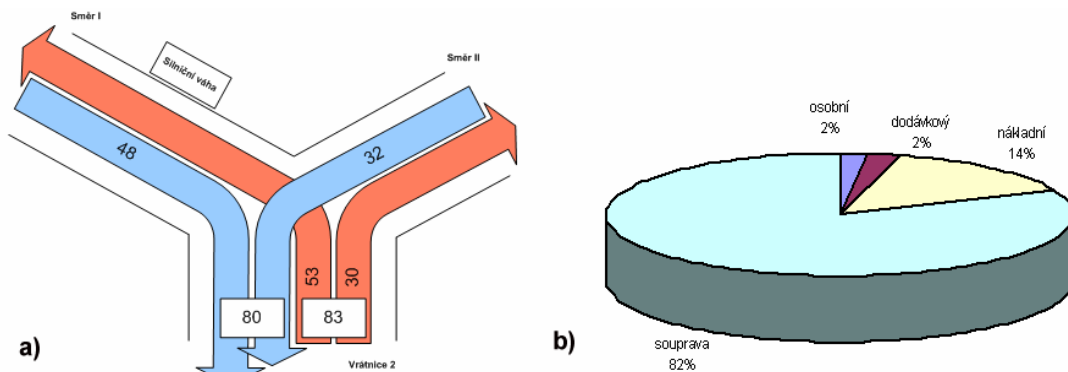 Směr I
Silniční váha
Směr II
48
32
53
30
80
83
Vrátnice 2
a)
osobní
2%
dodávkový
2%
nákladní
14%
souprava
82%
b)